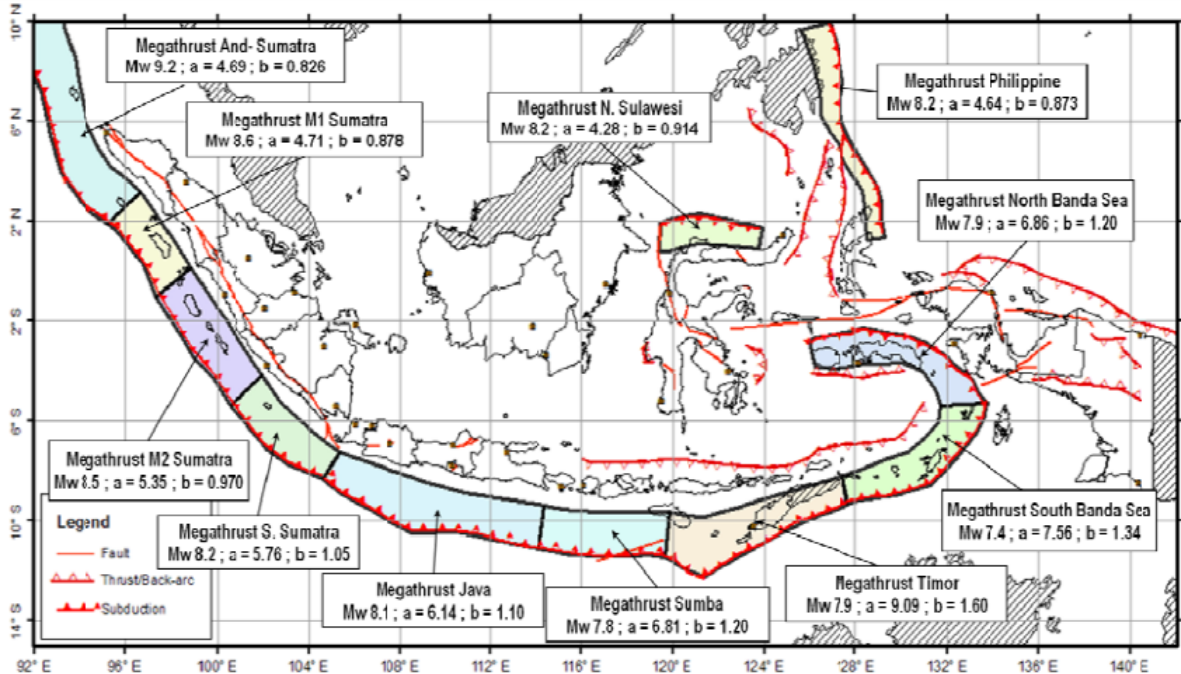 Megathrust And- Sumatra
Mw 9.2 ; a = 4.69 ; b = 0.826
Megathrust M1 Sumatra
Mw 8.6 ; a = 4.71 ; b = 0.878
Megathrust N. Sulawesi
Mw 8.2 ; a = 4.28 ; b = 0.914
Megathrust Philippine
Mw 8.2 ; a = 4.64 ; b = 0.873
Megathrust North Banda Sea
Mw 7.9 ; a = 6.86 ; b = 1.20
Megathrust M2 Sumatra
Mw 8.5 ; a = 5.35 ; b = 0.970
Megathrust S. Sumatra
Mw 8.2 ; a = 5.76 ; b = 1.05
Megathrust Java
Mw 8.1 ; a = 6.14 ; b = 1.10
Megathrust Sumba
Mw 7.8 ; a = 6.81 ; b = 1.20
Megathrust Timor
Mw 7.9 ; a = 9.09 ; b = 1.60
Megathrust South Banda Sea
Mw 7.4 ; a = 7.56 ; b = 1.34
Legend
Fault
Thrust/Back-arc
Subduction
10° N
6° N
2° N
2° S
6° S
10° S
14° S
92° E
96° E
100° E
104° E
108° E
112° E
116° E
120° E
124° E
128° E
132° E
136° E
140° E